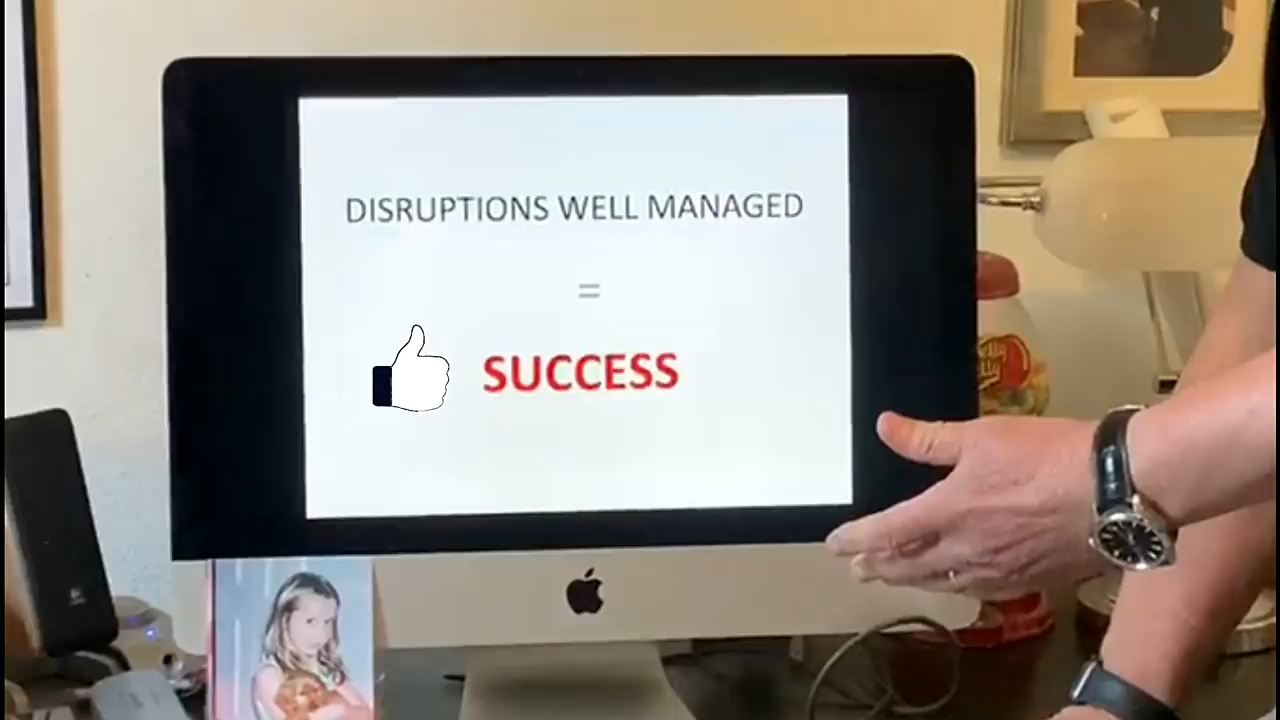 DISRUPTIONS WELL MANAGED
=
SUCCESS